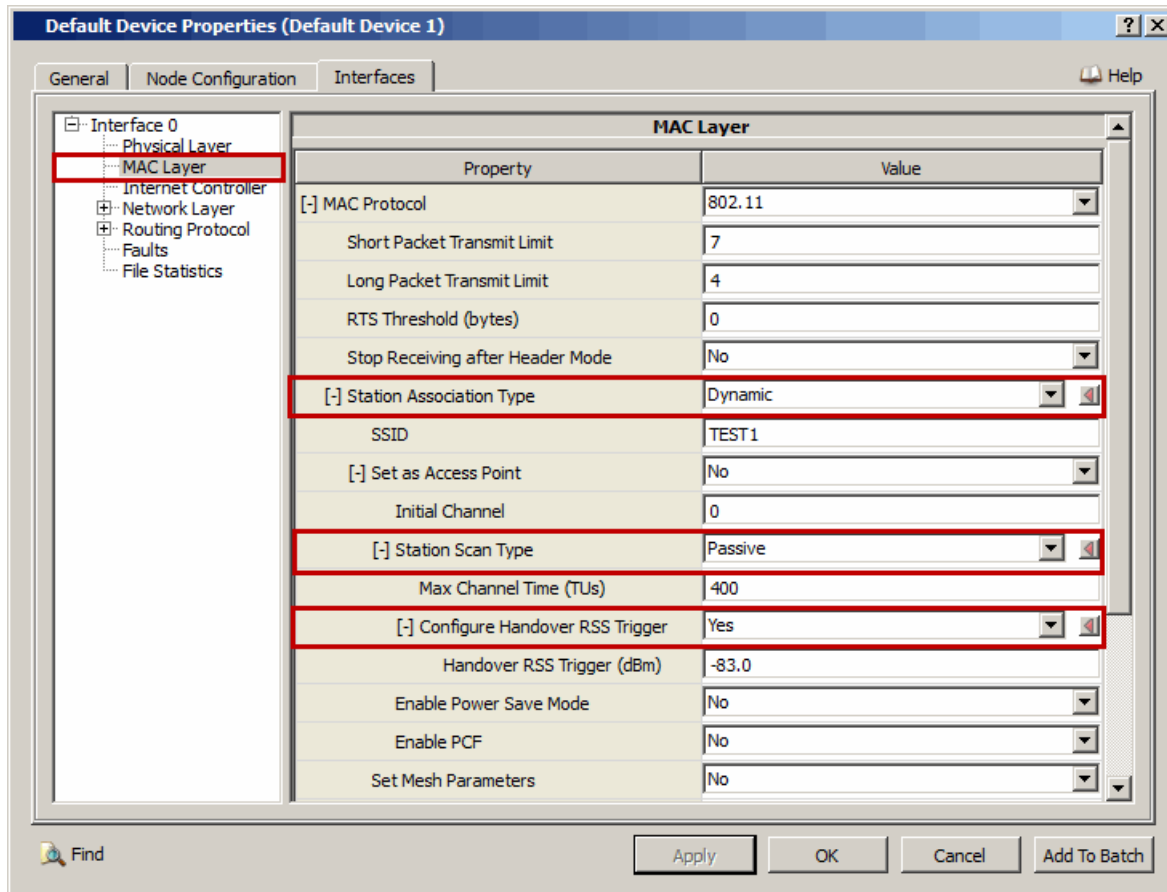 Default Device Properties (Default Device 1)
General
Node Configuration
Interfaces
Help
Interface 0
Physical Layer
MAC Layer
Internet Controller
Network Layer
Routing Protocol
Faults
File Statistics
MAC Layer
Property Value
[-] MAC Protocol 802.11
Short Packet Transmit Limit 7
Long Packet Transmit Limit 4
RTS Threshold (bytes) 0
Stop Receiving after Header Mode No
[-] Station Association Type Dynamic
SSID TEST1
[-] Set as Access Point No
Initial Channel 0
[-] Station Scan Type Passive
Max Channel Time (TUs) 400
[-] Configure Handover RSS Trigger Yes
Handover RSS Trigger (dBm) -83.0
Enable Power Save Mode No
Enable PCF No
Set Mesh Parameters No
Find
Apply
OK
Cancel
Add To Batch